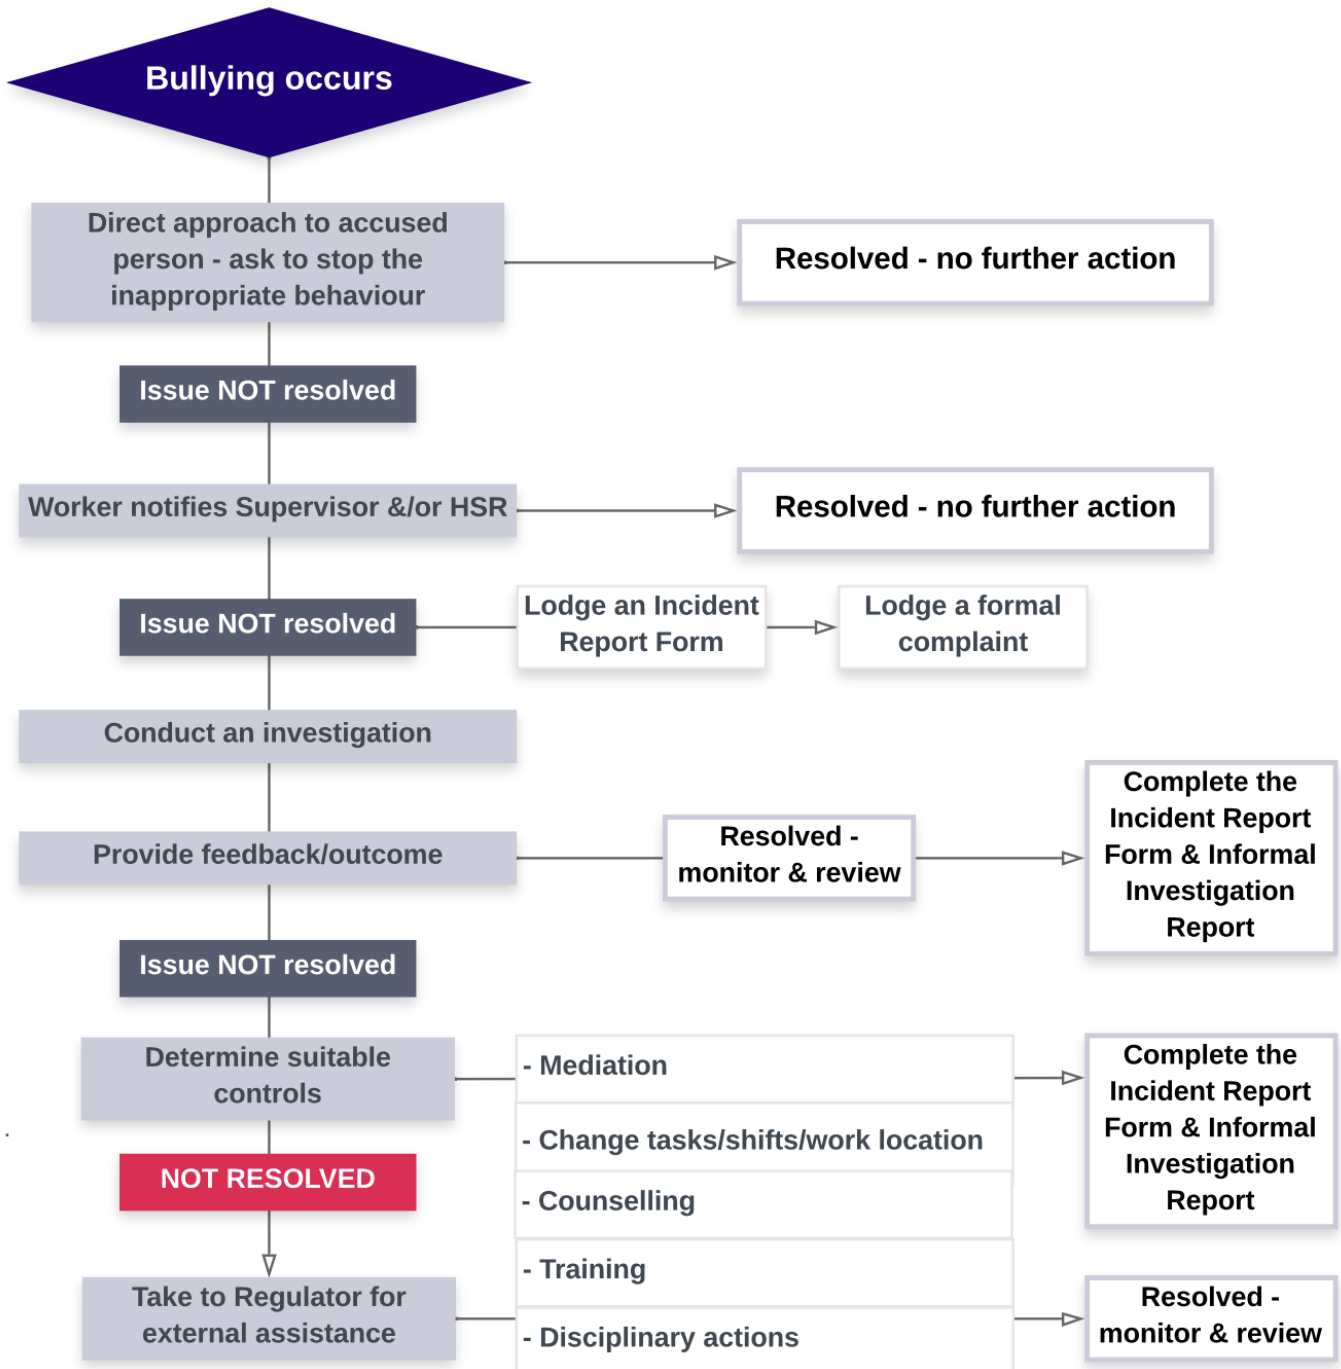 Bullying occurs
Direct approach to accused
person - ask to stop the
inappropriate behaviour
Resolved - no further action
Issue NOT resolved
Worker notifies Supervisor &/or HSR
Resolved - no further action
Issue NOT resolved
Lodge an Incident
Report Form
Lodge a formal
complaint
Conduct an investigation
Provide feedback/outcome
Resolved -
monitor & review
Complete the
Incident Report
Form & Informal
Investigation
Report
Issue NOT resolved
Determine suitable
controls
- Mediation
- Change tasks/shifts/work location
- Counselling
- Training
- Disciplinary actions
Complete the
Incident Report
Form & Informal
Investigation
Report
NOT RESOLVED
Take to Regulator for
external assistance
Resolved -
monitor & review